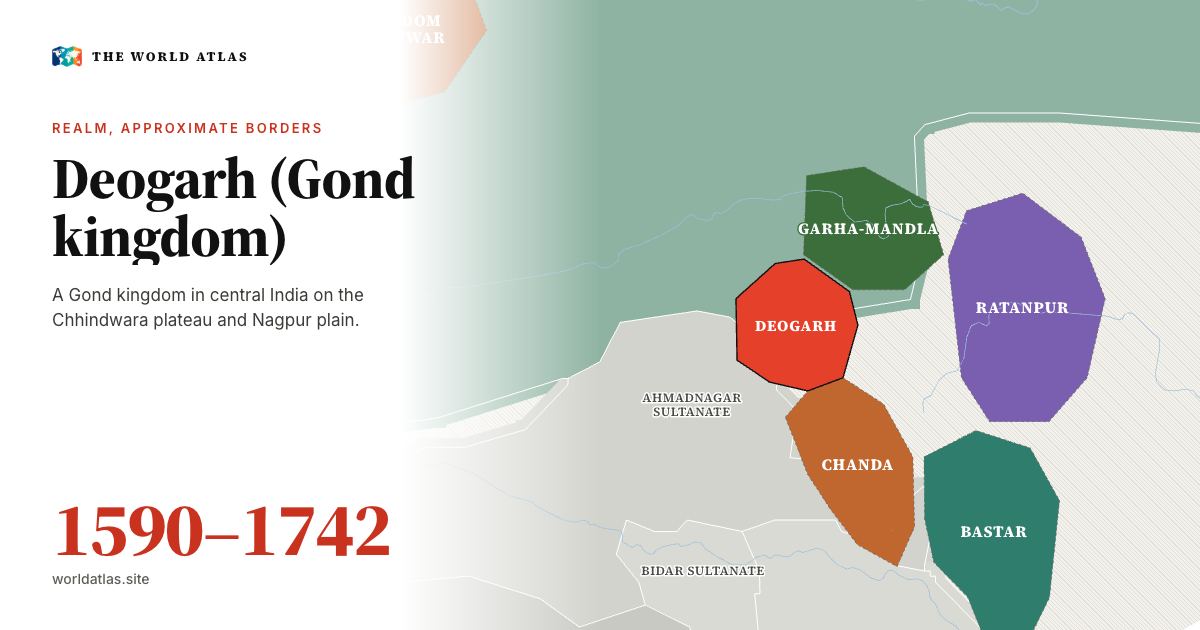 THE WORLD ATLAS
REALM, APPROXIMATE BORDERS
Deogarh (Gond
kingdom)
A Gond kingdom in central India on the
Chhindwara plateau and Nagpur plain.
1590–1742
worldatlas.site
GARHA-MANDLA
RATANPUR
DEOGARH
AHMADNAGAR
SULTANATE
CHANDA
BASTAR
BIDAR SULTANATE